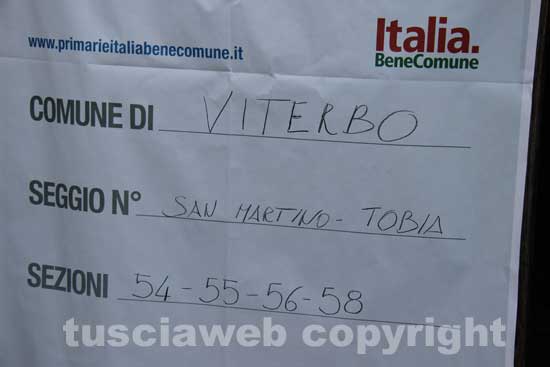 Italia.
BeneComune
www.primarieitaliabenecomune.it
COMUNE DI VITERBO
SEGGIO N° SAN MARTINO - TOBIA
SEZIONI 54-55-56-58
tusciaweb copyright